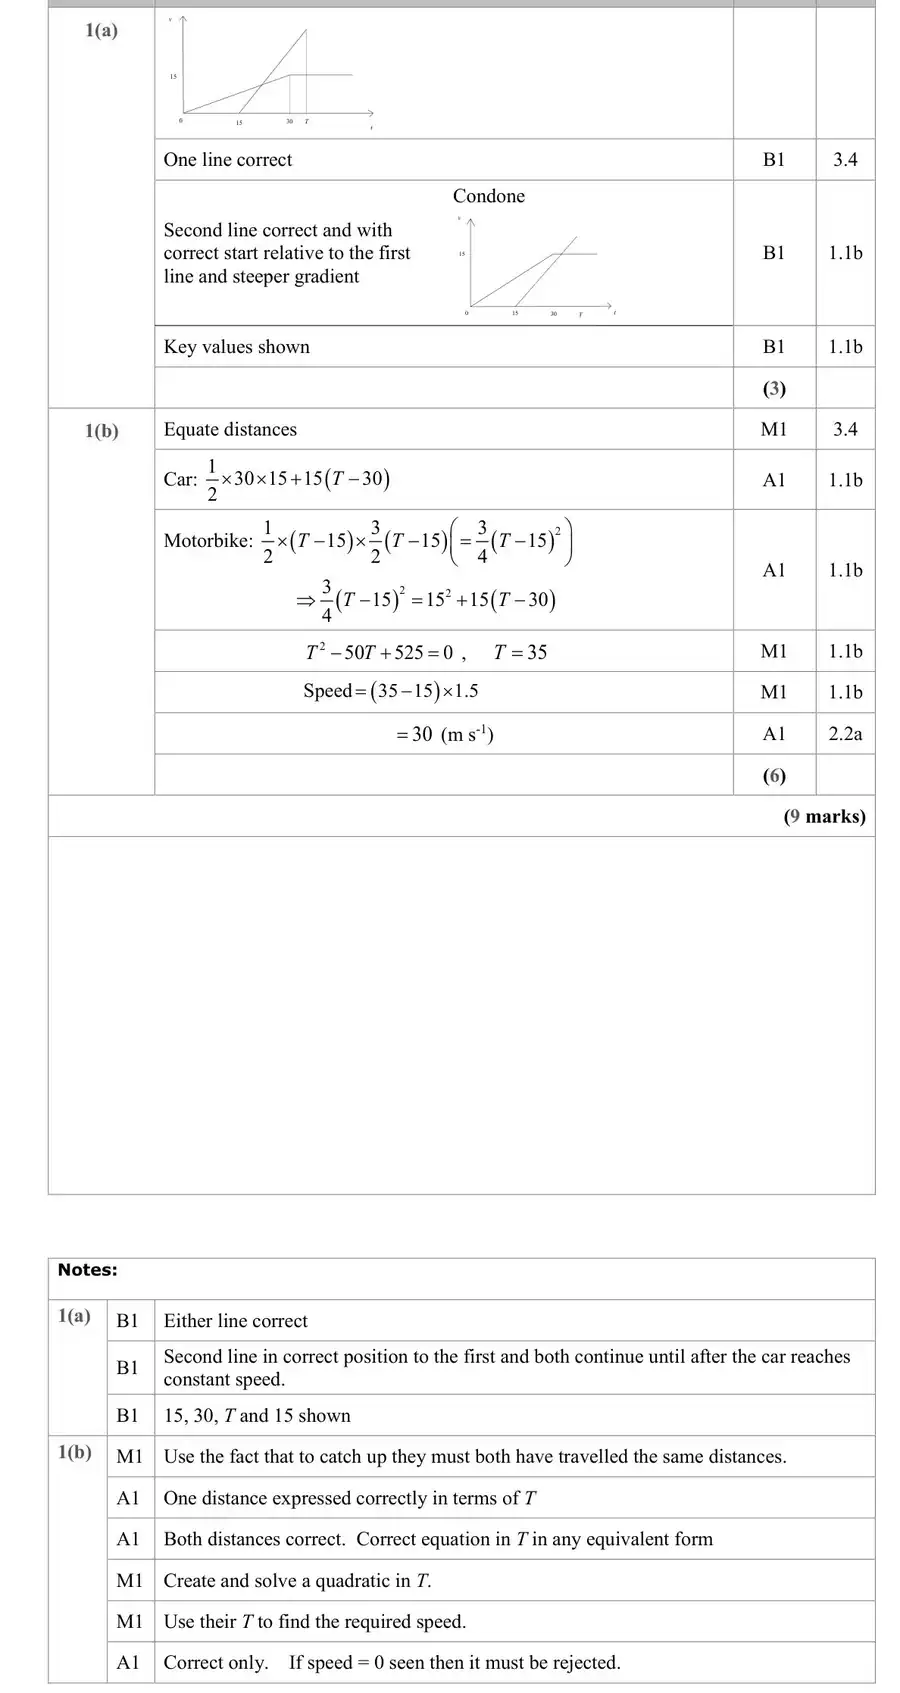 1(a)
v
15
0 15 30 T
t
One line correct B1 3.4
Condone
Second line correct and with
correct start relative to the first
line and steeper gradient
v
15
0 15 30 T t
B1 1.1b
Key values shown B1 1.1b
(3)
1(b) Equate distances M1 3.4
Car: 1/2 ×30×15+15(T−30) A1 1.1b
Motorbike: 1/2 ×(T−15)× 3/2 (T−15)(= 3/4 (T−15)²)
⇒ 3/4 (T−15)² = 15² +15(T−30)
A1 1.1b
T² − 50T + 525 = 0 , T = 35 M1 1.1b
Speed = (35−15)×1.5 M1 1.1b
= 30 (m s⁻¹) A1 2.2a
(6)
(9 marks)
Notes:
1(a) B1 Either line correct
B1 Second line in correct position to the first and both continue until after the car reaches
constant speed.
B1 15, 30, T and 15 shown
1(b) M1 Use the fact that to catch up they must both have travelled the same distances.
A1 One distance expressed correctly in terms of T
A1 Both distances correct. Correct equation in T in any equivalent form
M1 Create and solve a quadratic in T.
M1 Use their T to find the required speed.
A1 Correct only. If speed = 0 seen then it must be rejected.